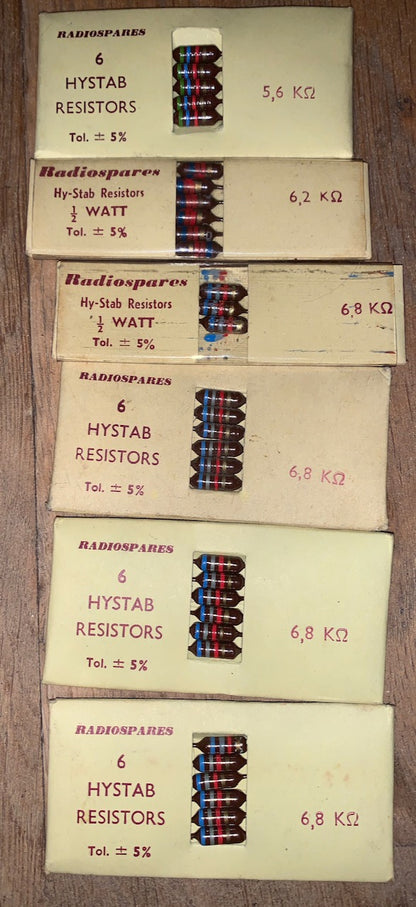 RADIOSPARES
6
HYSTAB
RESISTORS
Tol. ± 5%
5,6 KΩ
Radiospares
Hy-Stab Resistors
½ WATT
Tol. ± 5%
6,2 KΩ
Radiospares
Hy-Stab Resistors
½ WATT
Tol. ± 5%
6,8 KΩ
RADIOSPARES
6
HYSTAB
RESISTORS
Tol. ± 5%
6,8 KΩ
RADIOSPARES
6
HYSTAB
RESISTORS
Tol. ± 5%
6,8 KΩ
RADIOSPARES
6
HYSTAB
RESISTORS
Tol. ± 5%
6,8 KΩ